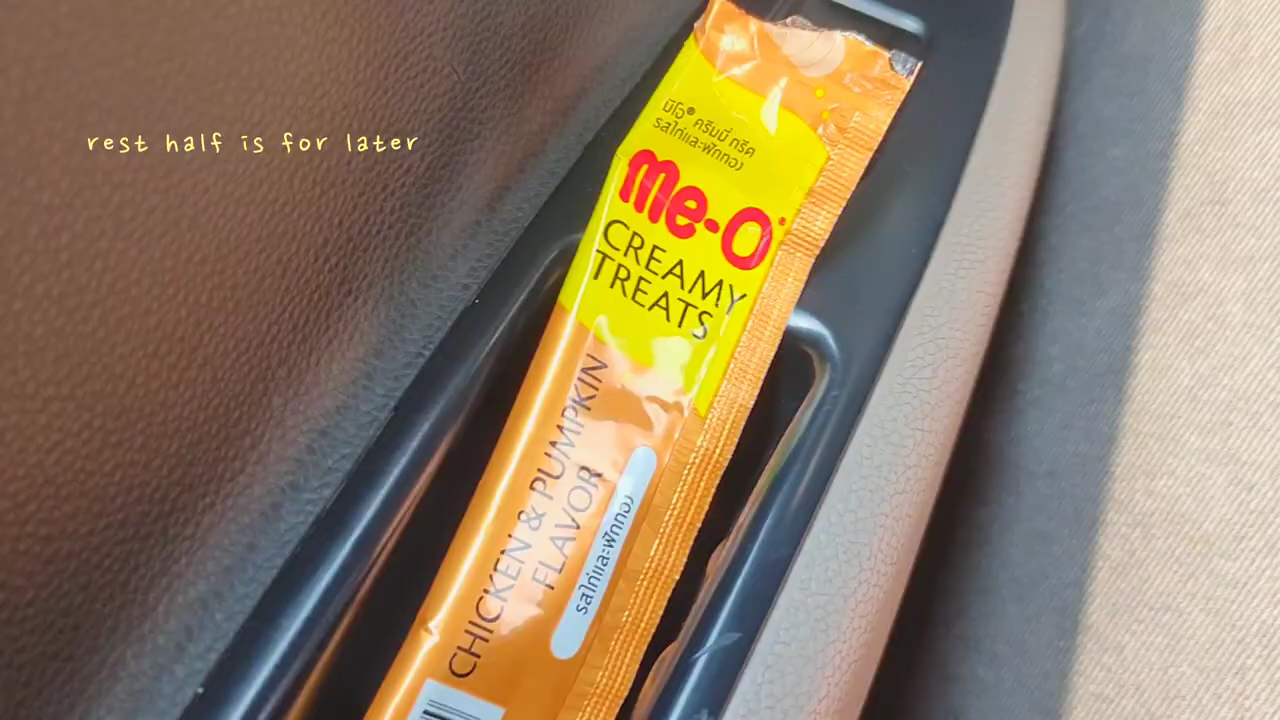 rest half is for later
มีโอ® ครีมมี่ ทรีต
รสไก่และฟักทอง
me-O®
CREAMY
TREATS
CHICKEN & PUMPKIN
FLAVOR
รสไก่และฟักทอง